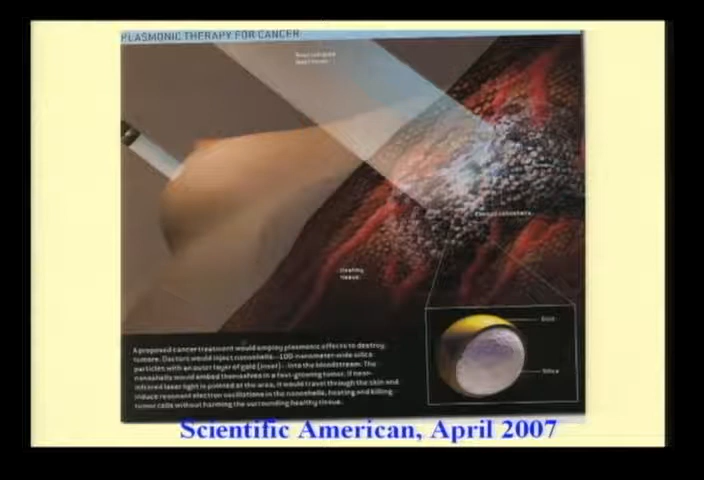 PLASMONIC THERAPY FOR CANCER
Healthy
tissue
Gold
Silica
A proposed cancer treatment would employ plasmonic effects to destroy
tumors. Doctors would inject nanoshells—100-nanometer-wide silica
particles with an outer layer of gold (inset)—into the bloodstream. The
nanoshells would embed themselves in a fast-growing tumor. If near-
infrared laser light is pointed at the area, it would travel through the skin and
induce resonant electron oscillations in the nanoshells, heating and killing
tumor cells without harming the surrounding healthy tissue.
Scientific American, April 2007